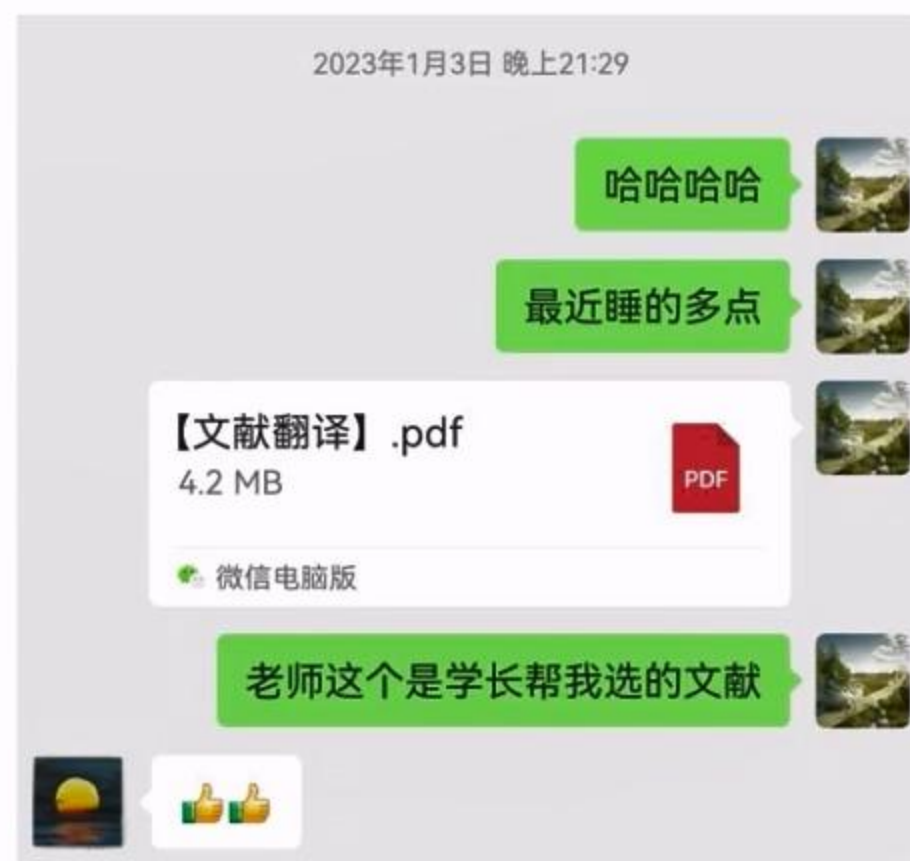 2023年1月3日 晚上21:29
哈哈哈哈
最近睡的多点
【文献翻译】.pdf
4.2 MB
PDF
微信电脑版
老师这个是学长帮我选的文献
👍👍